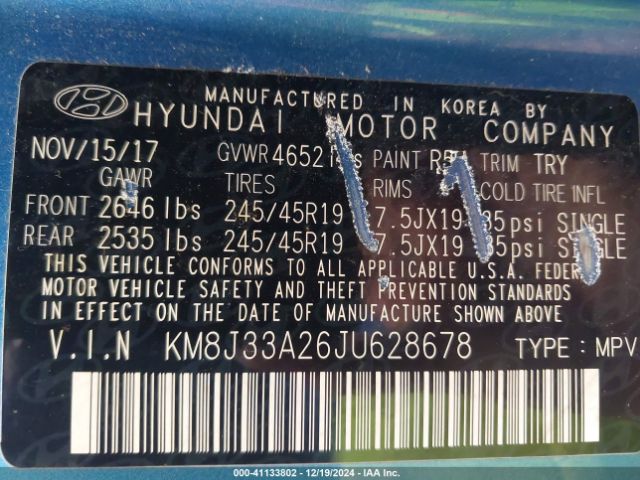 MANUFACTURED IN KOREA BY
HYUNDAI MOTOR COMPANY
NOV/15/17 GVWR 4652 PAINT TRIM TRY
GAWR TIRES RIMS COLD TIRE INFL
FRONT 2646 lbs 245/45R19 7.5JX19 35psi SINGLE
REAR 2535 lbs 245/45R19 7.5JX19 35psi SINGLE
THIS VEHICLE CONFORMS TO ALL APPLICABLE U.S.A. FEDERAL
MOTOR VEHICLE SAFETY AND THEFT PREVENTION STANDARDS
IN EFFECT ON THE DATE OF MANUFACTURE SHOWN ABOVE
V.I.N KM8J33A26JU628678 TYPE : MPV
000-41133802 - 12/19/2024 - IAA Inc.